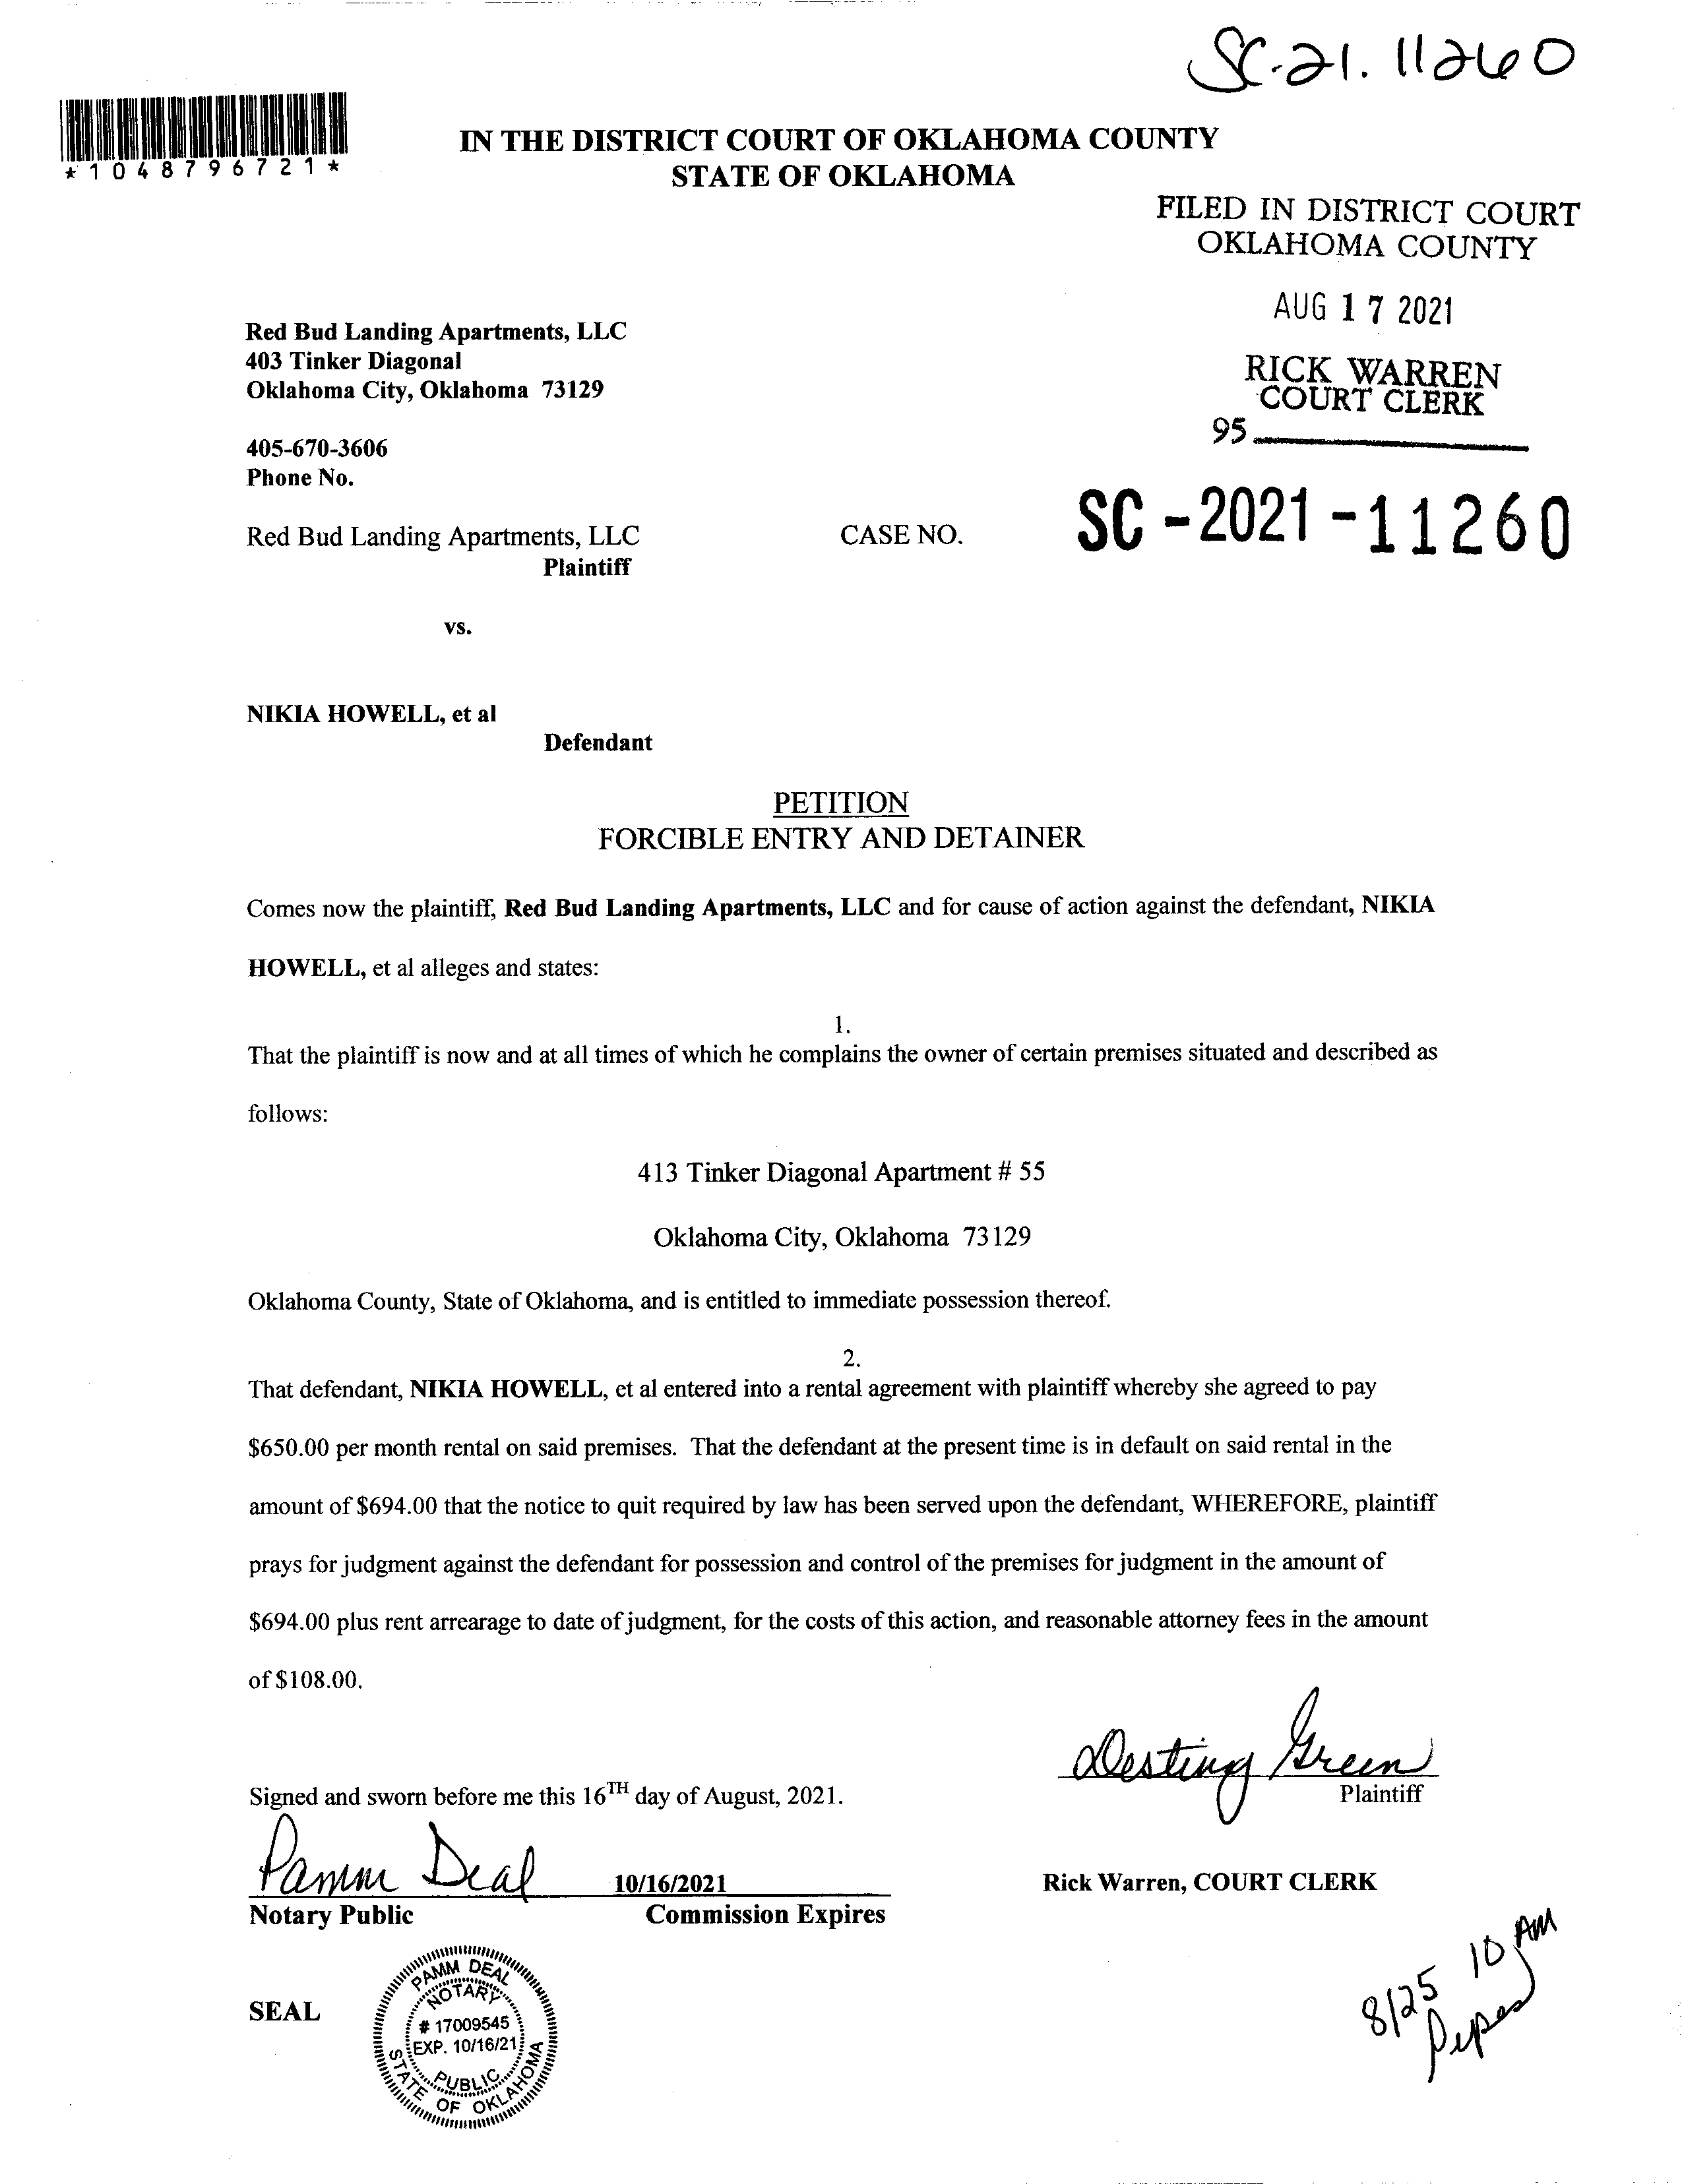 SC-21.11260
*1048796721*
IN THE DISTRICT COURT OF OKLAHOMA COUNTY
STATE OF OKLAHOMA
FILED IN DISTRICT COURT
OKLAHOMA COUNTY
AUG 17 2021
RICK WARREN
COURT CLERK
95
Red Bud Landing Apartments, LLC
403 Tinker Diagonal
Oklahoma City, Oklahoma 73129
405-670-3606
Phone No.
Red Bud Landing Apartments, LLC
Plaintiff
CASE NO.
SC-2021-11260
vs.
NIKIA HOWELL, et al
Defendant
PETITION
FORCIBLE ENTRY AND DETAINER
Comes now the plaintiff, Red Bud Landing Apartments, LLC and for cause of action against the defendant, NIKIA
HOWELL, et al alleges and states:
1.
That the plaintiff is now and at all times of which he complains the owner of certain premises situated and described as
follows:
413 Tinker Diagonal Apartment # 55
Oklahoma City, Oklahoma 73129
Oklahoma County, State of Oklahoma, and is entitled to immediate possession thereof.
2.
That defendant, NIKIA HOWELL, et al entered into a rental agreement with plaintiff whereby she agreed to pay
$650.00 per month rental on said premises. That the defendant at the present time is in default on said rental in the
amount of $694.00 that the notice to quit required by law has been served upon the defendant, WHEREFORE, plaintiff
prays for judgment against the defendant for possession and control of the premises for judgment in the amount of
$694.00 plus rent arrearage to date of judgment, for the costs of this action, and reasonable attorney fees in the amount
of $108.00.
Destiny Green
Plaintiff
Signed and sworn before me this 16TH day of August, 2021.
Pamm Deal
10/16/2021
Notary Public
Commission Expires
Rick Warren, COURT CLERK
SEAL
PAMM DEAL
NOTARY
# 17009545
EXP. 10/16/21
PUBLIC
STATE OF OKLAHOMA
8/25 10 AM